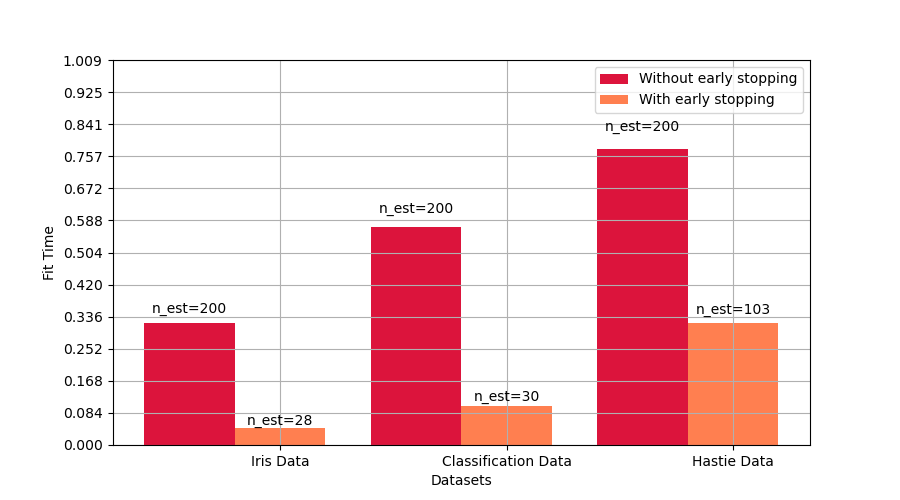 1.009
0.925
0.841
0.757
0.672
0.588
0.504
0.420
0.336
0.252
0.168
0.084
0.000
Fit Time
Without early stopping
With early stopping
n_est=200
n_est=200
n_est=200
n_est=103
n_est=28
n_est=30
Iris Data
Classification Data
Hastie Data
Datasets